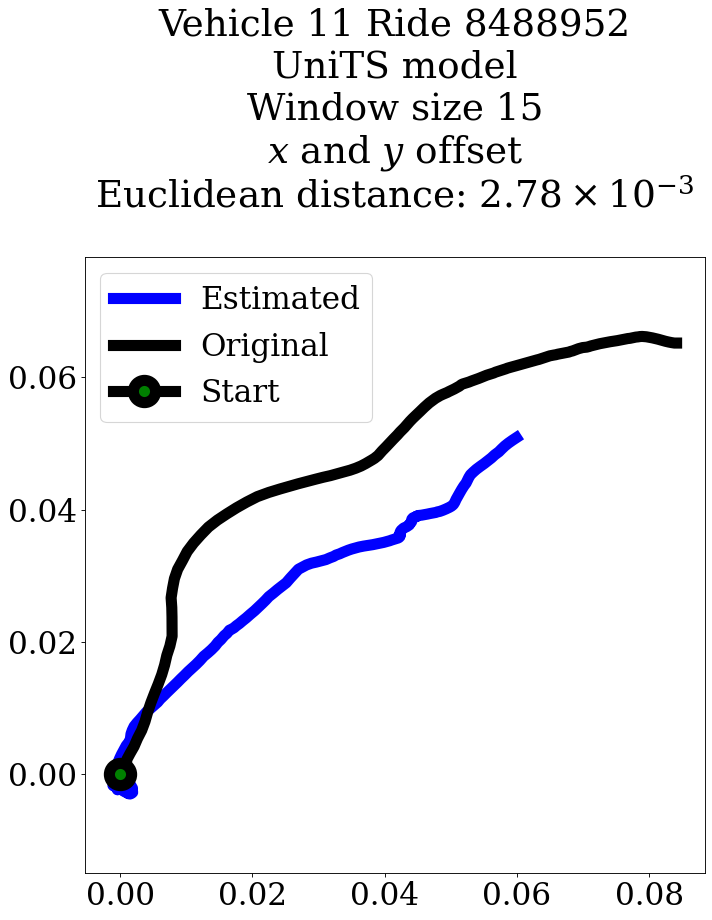 Vehicle 11 Ride 8488952
UniTS model
Window size 15
x and y offset
Euclidean distance: 2.78 × 10⁻³
Estimated
Original
Start
0.06
0.04
0.02
0.00
0.00 0.02 0.04 0.06 0.08